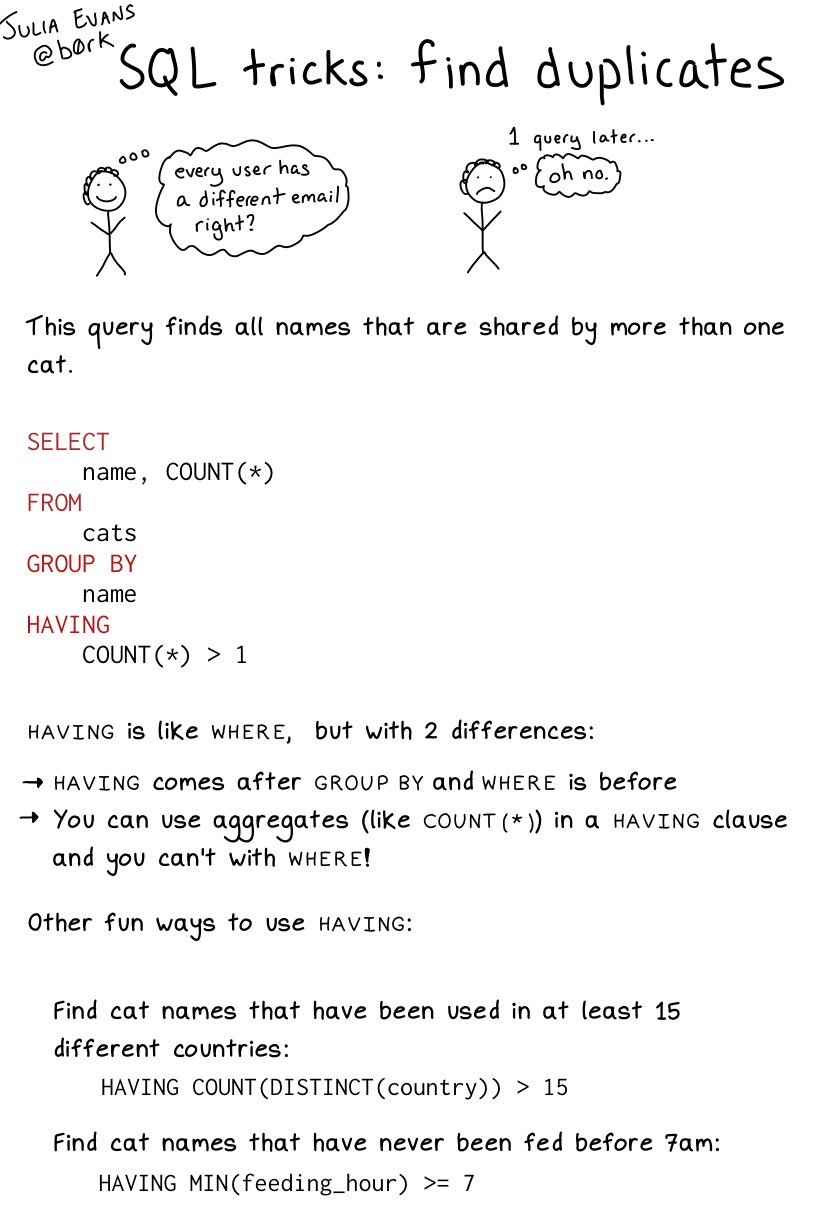 JULIA EVANS
@b0rk
SQL tricks: find duplicates
every user has
a different email
right?
1 query later...
oh no.
This query finds all names that are shared by more than one
cat.
SELECT
name, COUNT(*)
FROM
cats
GROUP BY
name
HAVING
COUNT(*) > 1
HAVING is like WHERE, but with 2 differences:
→ HAVING comes after GROUP BY and WHERE is before
→ You can use aggregates (like COUNT(*)) in a HAVING clause
and you can't with WHERE!
Other fun ways to use HAVING:
Find cat names that have been used in at least 15
different countries:
HAVING COUNT(DISTINCT(country)) > 15
Find cat names that have never been fed before 7am:
HAVING MIN(feeding_hour) >= 7